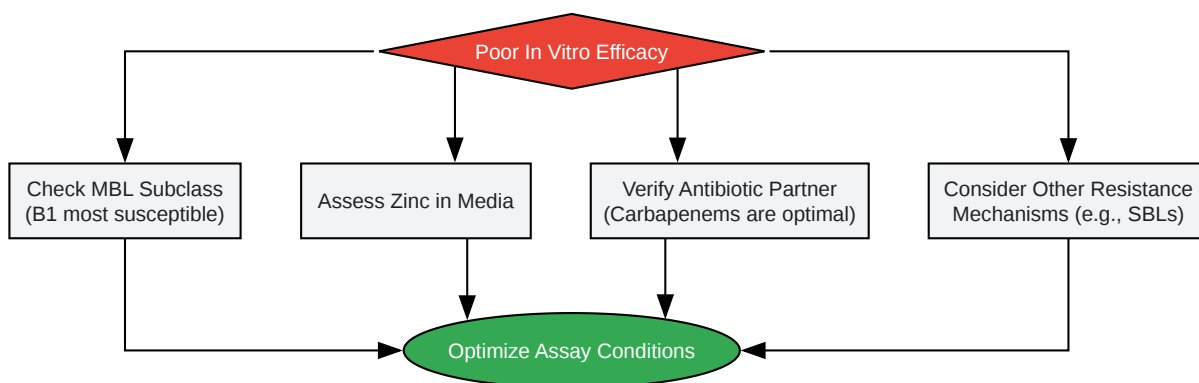 Poor In Vitro Efficacy
Check MBL Subclass
(B1 most susceptible)
Assess Zinc in Media
Verify Antibiotic Partner
(Carbapenems are optimal)
Consider Other Resistance
Mechanisms (e.g., SBLs)
Optimize Assay Conditions